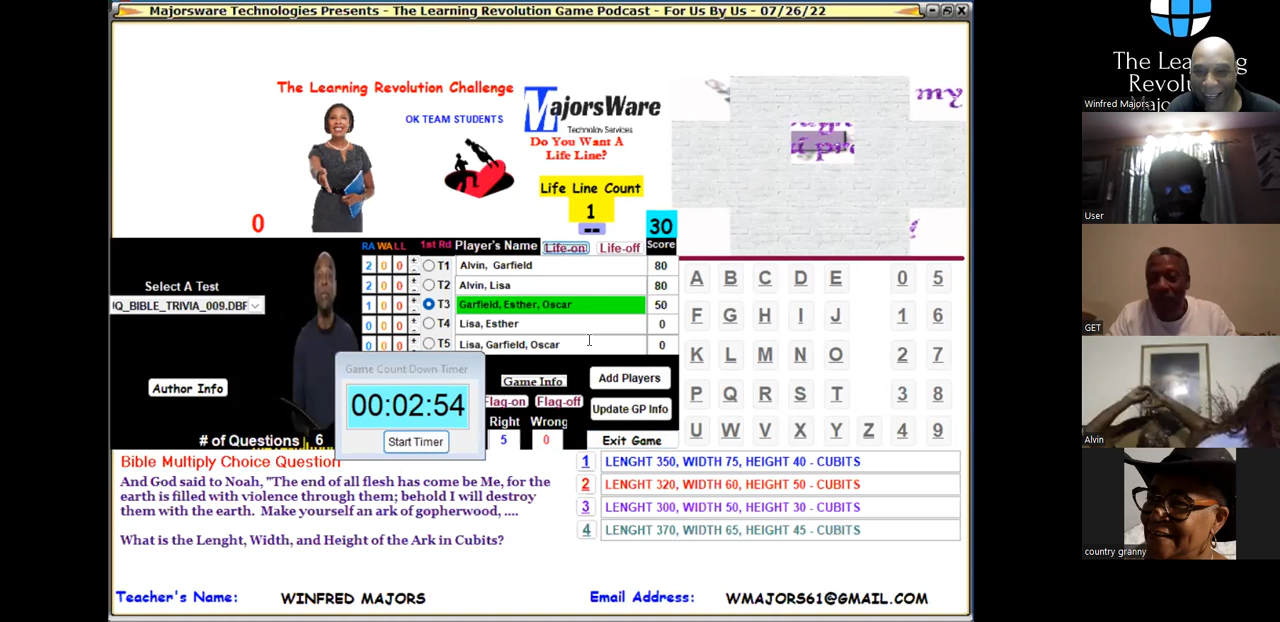 Majorsware Technologies Presents - The Learning Revolution Game Podcast - For Us By Us - 07/26/22
The Learning Revolution Challenge
OK TEAM STUDENTS
MajorsWare
Technology Services
Do You Want A
Life Line?
Life Line Count
1
--
0
30
RA WA LL 1st Rd Player's Name Life-on Life-off Score
2 0 0 + - T1 Alvin, Garfield 80
2 0 0 + - T2 Alvin, Lisa 80
1 0 0 + - T3 Garfield, Esther, Oscar 50
0 0 0 + - T4 Lisa, Esther 0
0 0 0 + - T5 Lisa, Garfield, Oscar 0
Select A Test
IQ_BIBLE_TRIVIA_009.DBF
Author Info
# of Questions 6
Game Count Down Timer
00:02:54
Start Timer
Game Info
Flag-on Flag-off
Right Wrong
5 0
Add Players
Update GP Info
Exit Game
A B C D E 0 5
F G H I J 1 6
K L M N O 2 7
P Q R S T 3 8
U W V X Y Z 4 9
Bible Multiply Choice Question
And God said to Noah, "The end of all flesh has come be Me, for the
earth is filled with violence through them; behold I will destroy
them with the earth. Make yourself an ark of gopherwood, ....
What is the Lenght, Width, and Height of the Ark in Cubits?
1 LENGHT 350, WIDTH 75, HEIGHT 40 - CUBITS
2 LENGHT 320, WIDTH 60, HEIGHT 50 - CUBITS
3 LENGHT 300, WIDTH 50, HEIGHT 30 - CUBITS
4 LENGHT 370, WIDTH 65, HEIGHT 45 - CUBITS
Teacher's Name: WINFRED MAJORS
Email Address: WMAJORS61@GMAIL.COM
The Lea g
Revolu
Winfred Majors
User
GET
Alvin
country granny